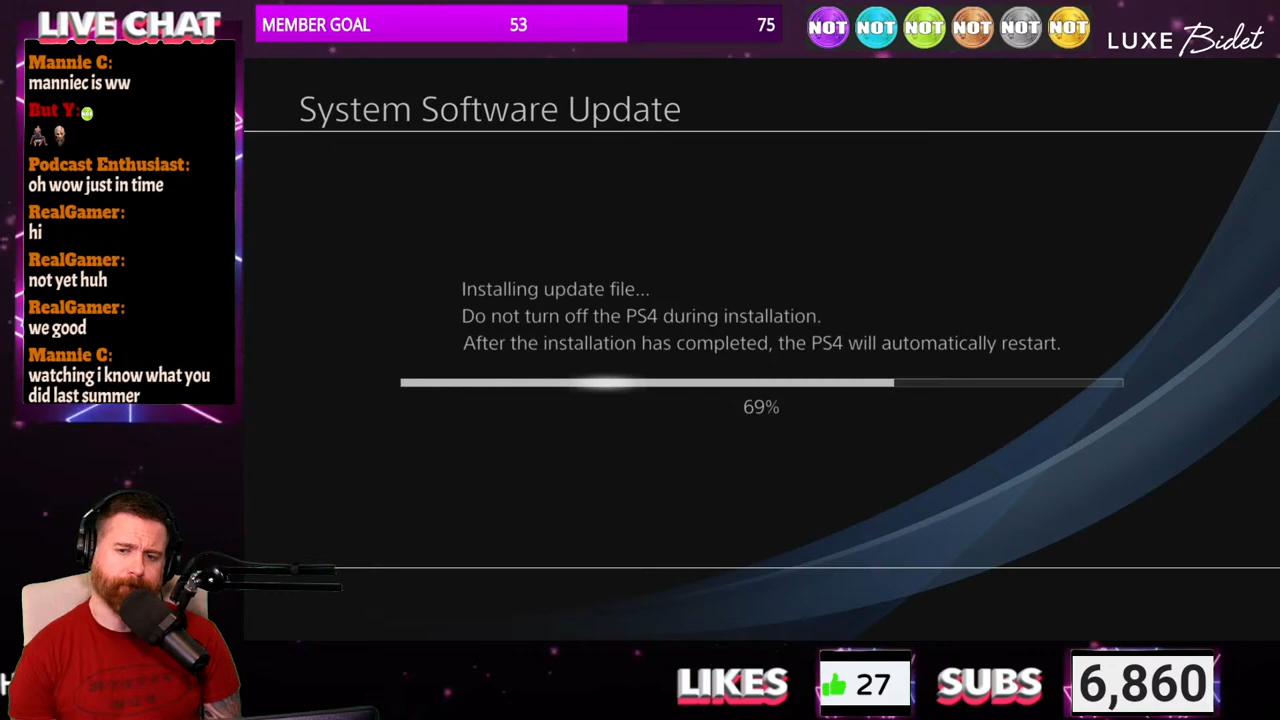 LIVE CHAT
Mannie C:
manniec is ww
But Y:
Podcast Enthusiast:
oh wow just in time
RealGamer:
hi
RealGamer:
not yet huh
RealGamer:
we good
Mannie C:
watching i know what you
did last summer
MEMBER GOAL 53 75
NOT NOT NOT NOT NOT NOT
LUXE Bidet
System Software Update
Installing update file...
Do not turn off the PS4 during installation.
After the installation has completed, the PS4 will automatically restart.
69%
LIKES 27 SUBS 6,860